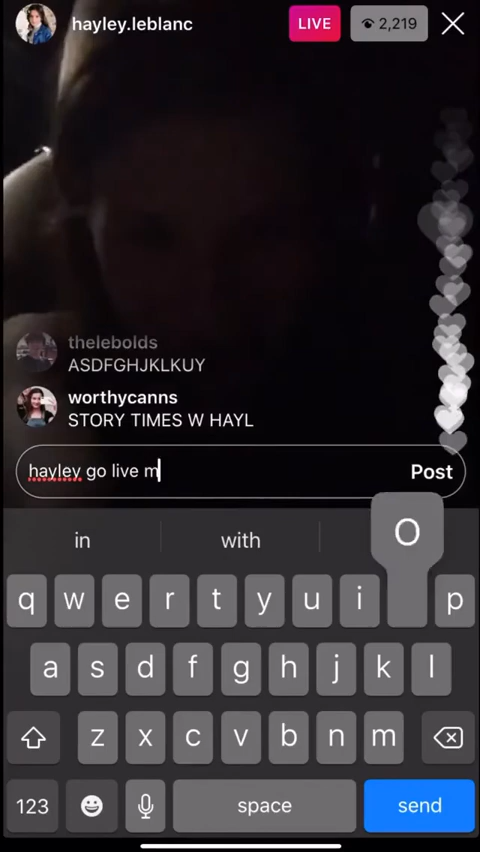 hayley.leblanc
LIVE
2,219
thelebolds
ASDFGHJKLKUY
worthycanns
STORY TIMES W HAYL
hayley go live m
Post
in
with
O
q w e r t y u i p
a s d f g h j k l
z x c v b n m
123
space
send